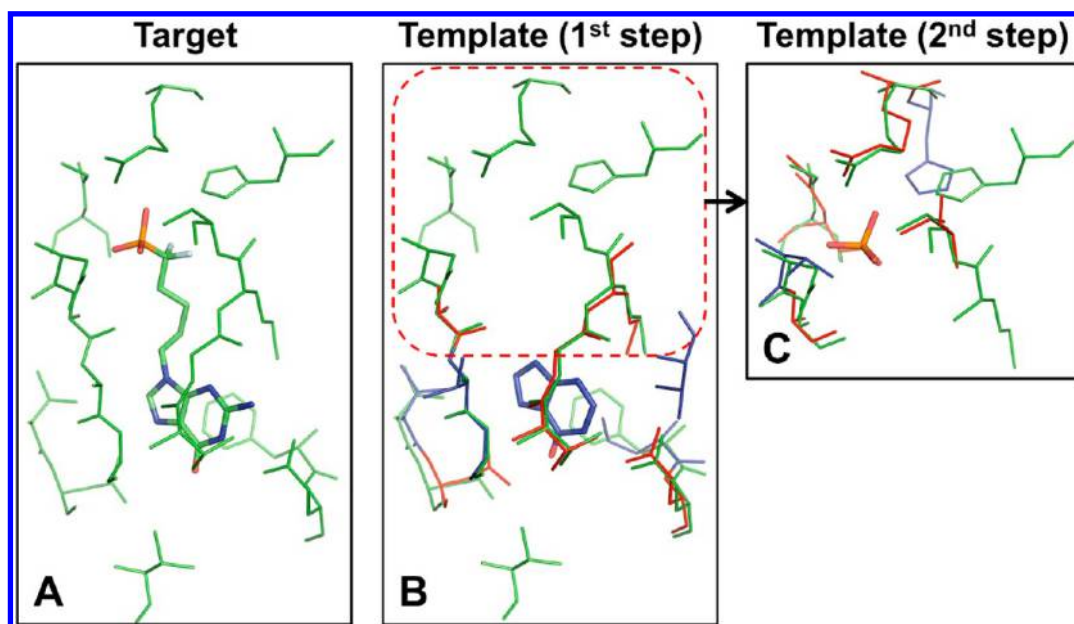 Target
Template (1st step)
Template (2nd step)
A
B
C